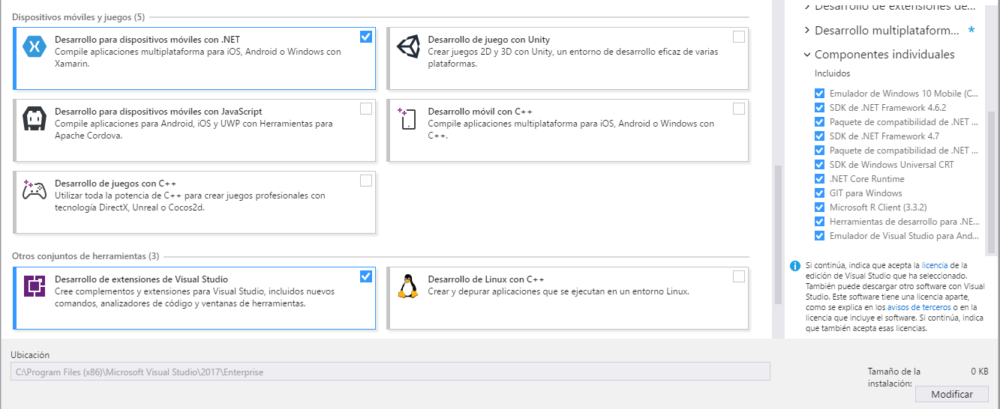 Dispositivos móviles y juegos (5)
Desarrollo para dispositivos móviles con .NET
Compile aplicaciones multiplataforma para iOS, Android o Windows con
Xamarin.
Desarrollo de juego con Unity
Crear juegos 2D y 3D con Unity, un entorno de desarrollo eficaz de varias
plataformas.
Desarrollo para dispositivos móviles con JavaScript
Compile aplicaciones para Android, iOS y UWP con Herramientas para
Apache Cordova.
Desarrollo móvil con C++
Compile aplicaciones multiplataforma para iOS, Android o Windows con
C++.
Desarrollo de juegos con C++
Utilizar toda la potencia de C++ para crear juegos profesionales con
tecnología DirectX, Unreal o Cocos2d.
Otros conjuntos de herramientas (3)
Desarrollo de extensiones de Visual Studio
Cree complementos y extensiones para Visual Studio, incluidos nuevos
comandos, analizadores de código y ventanas de herramientas.
Desarrollo de Linux con C++
Crear y depurar aplicaciones que se ejecutan en un entorno Linux.
Desarrollo de extensiones de...
Desarrollo multiplataform... *
Componentes individuales
Incluidos
Emulador de Windows 10 Mobile (C...
SDK de .NET Framework 4.6.2
Paquete de compatibilidad de .NET ...
SDK de .NET Framework 4.7
Paquete de compatibilidad de .NET ...
SDK de Windows Universal CRT
.NET Core Runtime
GIT para Windows
Microsoft R Client (3.3.2)
Herramientas de desarrollo para .NE...
Emulador de Visual Studio para And...
Si continúa, indica que acepta la licencia de la
edición de Visual Studio que ha seleccionado.
También puede descargar otro software con Visual
Studio. Este software tiene una licencia aparte,
como se explica en los avisos de terceros o en la
licencia que incluye el software. Si continúa, indica
que también acepta esas licencias.
Ubicación
C:\Program Files (x86)\Microsoft Visual Studio\2017\Enterprise
Tamaño de la
instalación:
0 KB
Modificar